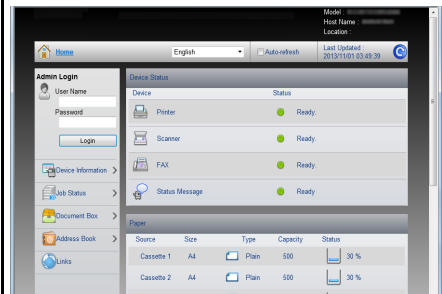 Model :
Host Name :
Location :
Home English Auto-refresh Last Updated :
2013/11/01 03:49:39
Admin Login
User Name
Password
Login
Device Information
Job Status
Document Box
Address Book
Links
Device Status
Device Status
Printer Ready.
Scanner Ready.
FAX Ready.
Status Message Ready
Paper
Source Size Type Capacity Status
Cassette 1 A4 Plain 500 30 %
Cassette 2 A4 Plain 500 30 %